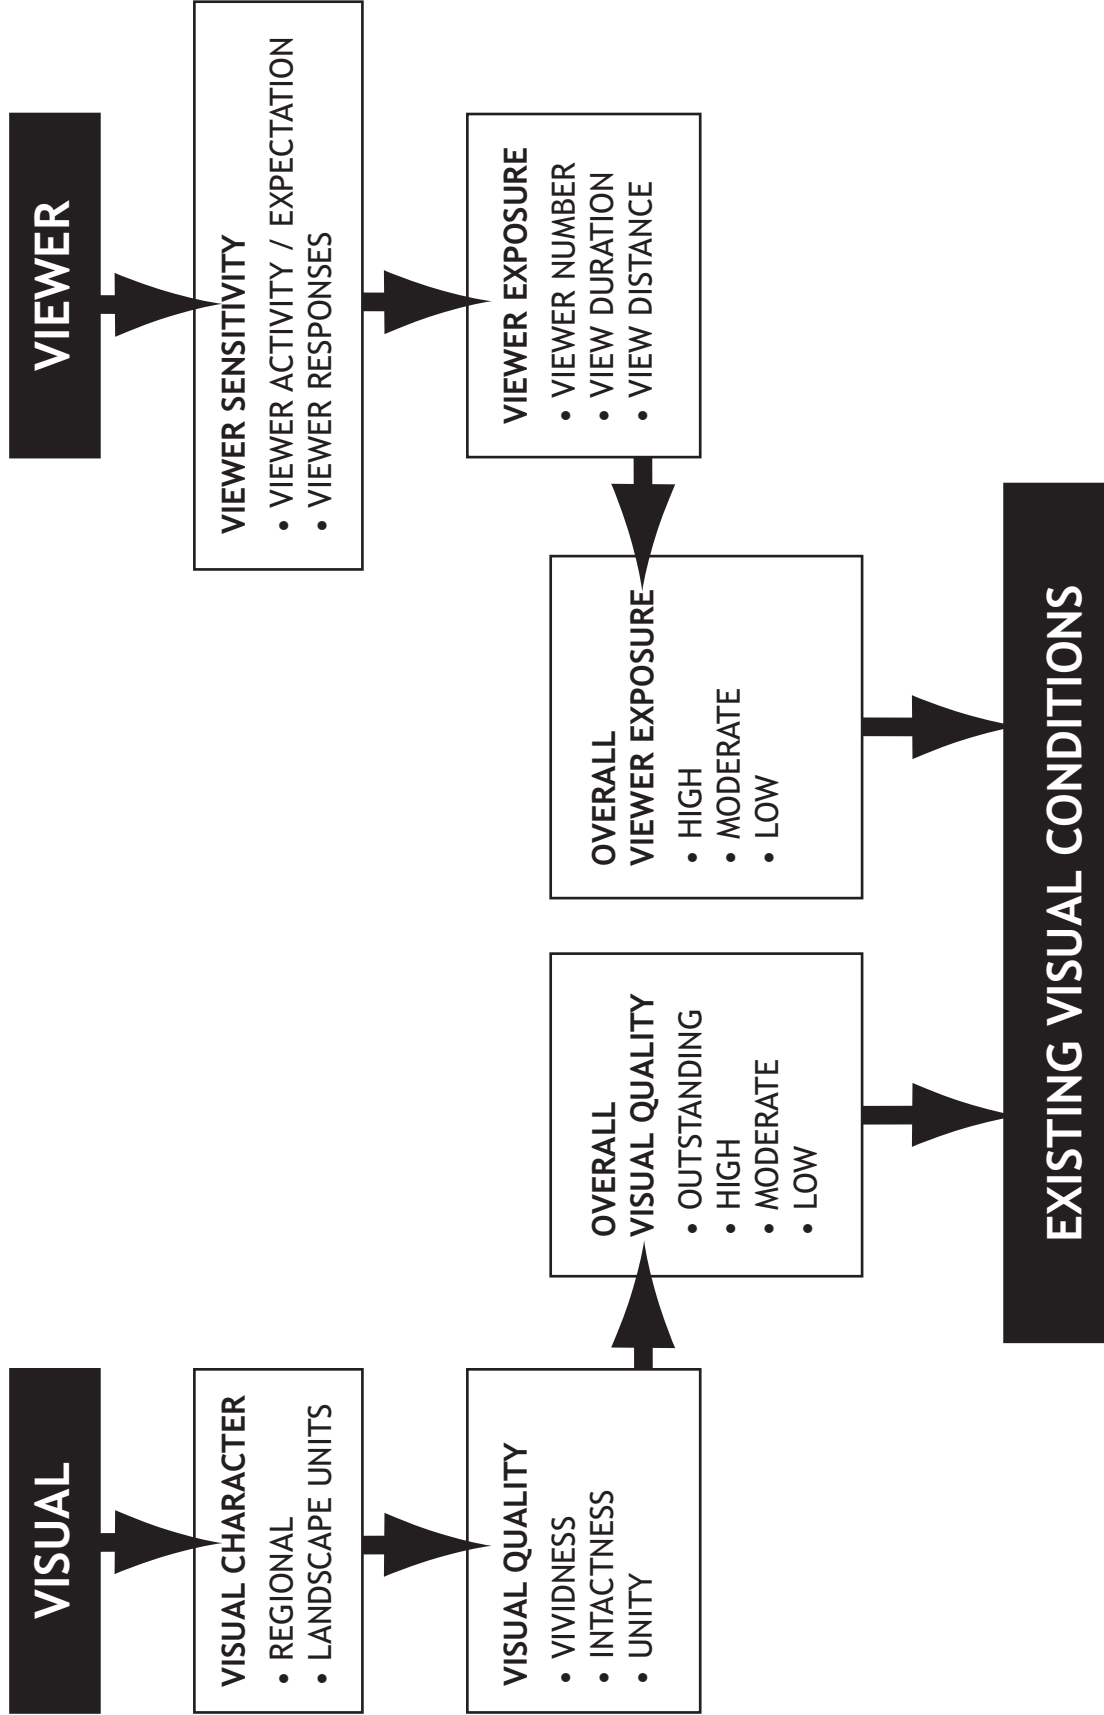 VISUAL
VISUAL CHARACTER
• REGIONAL
• LANDSCAPE UNITS
VISUAL QUALITY
• VIVIDNESS
• INTACTNESS
• UNITY
OVERALL
VISUAL QUALITY
• OUTSTANDING
• HIGH
• MODERATE
• LOW
VIEWER
VIEWER SENSITIVITY
• VIEWER ACTIVITY / EXPECTATION
• VIEWER RESPONSES
VIEWER EXPOSURE
• VIEWER NUMBER
• VIEW DURATION
• VIEW DISTANCE
OVERALL
VIEWER EXPOSURE
• HIGH
• MODERATE
• LOW
EXISTING VISUAL CONDITIONS